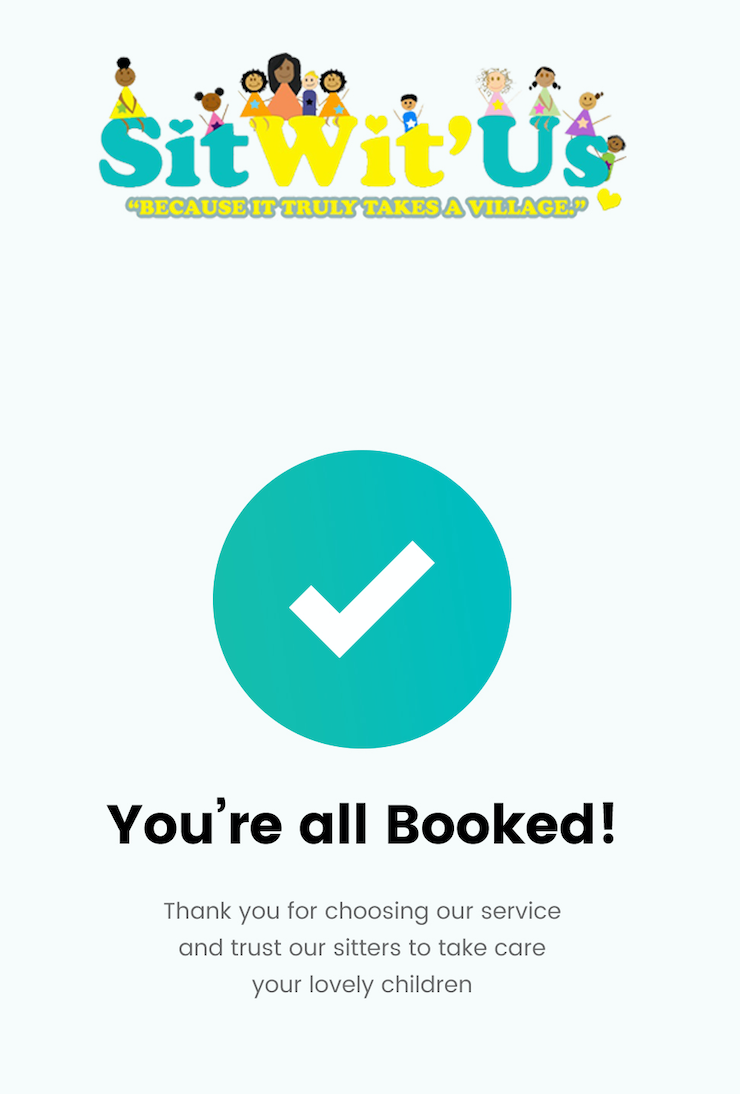 SitWit’Us
“BECAUSE IT TRULY TAKES A VILLAGE.”
You’re all Booked!
Thank you for choosing our service
and trust our sitters to take care
your lovely children